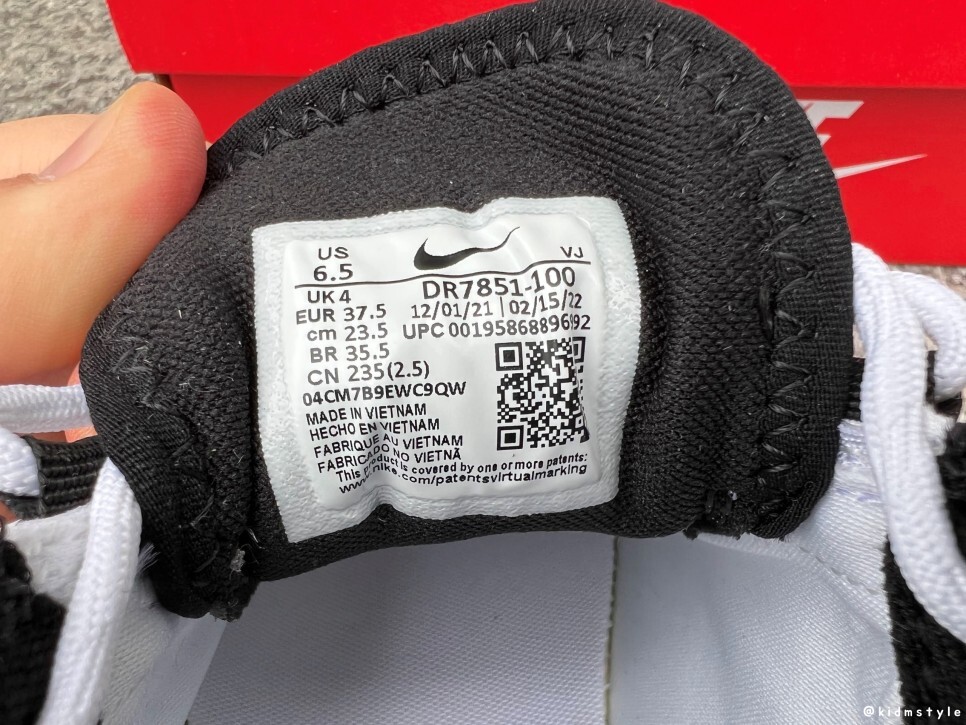 US
6.5
VJ
UK 4
DR7851-100
EUR 37.5
12/01/21 | 02/15/22
cm 23.5
UPC 00195868896992
BR 35.5
CN 235(2.5)
04CM7B9EWC9QW
MADE IN VIETNAM
HECHO EN VIETNAM
FABRIQUE AU VIETNAM
FABRICADO NO VIETNÃ
This product is covered by one or more patents:
www.nike.com/patentsvirtualmarking
@kidmstyle